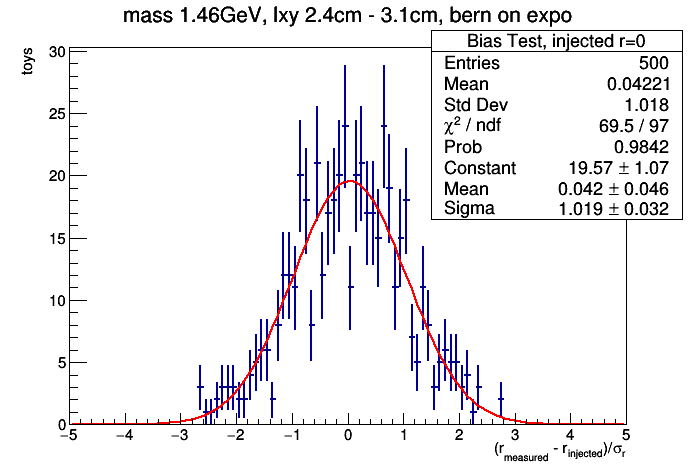 mass 1.46GeV, lxy 2.4cm - 3.1cm, bern on expo
toys
Bias Test, injected r=0
Entries 500
Mean 0.04221
Std Dev 1.018
χ² / ndf 69.5 / 97
Prob 0.9842
Constant 19.57 ± 1.07
Mean 0.042 ± 0.046
Sigma 1.019 ± 0.032
30
25
20
15
10
5
0
−5 −4 −3 −2 −1 0 1 2 3 4 5
(r_measured - r_injected)/σ_r